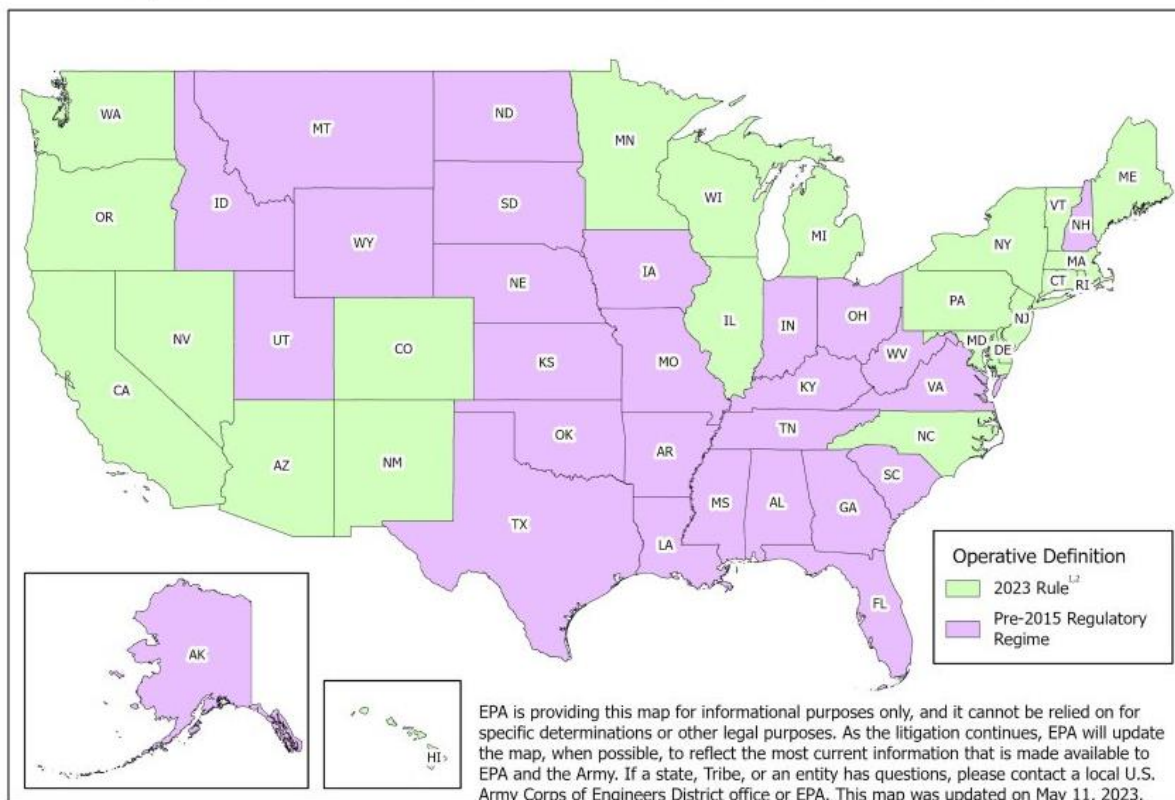 WA
MT
ND
MN
ME
OR
ID
SD
WI
VT
NH
WY
MI
NY
MA
CT
RI
IA
NE
PA
NJ
NV
UT
CO
IL
IN
OH
MD
DE
CA
KS
MO
WV
VA
KY
AZ
NM
OK
AR
TN
NC
SC
TX
MS
AL
GA
LA
FL
Operative Definition
2023 Rule1,2
Pre-2015 Regulatory
Regime
AK
HI
EPA is providing this map for informational purposes only, and it cannot be relied on for
specific determinations or other legal purposes. As the litigation continues, EPA will update
the map, when possible, to reflect the most current information that is made available to
EPA and the Army. If a state, Tribe, or an entity has questions, please contact a local U.S.
Army Corps of Engineers District office or EPA. This map was updated on May 11, 2023.